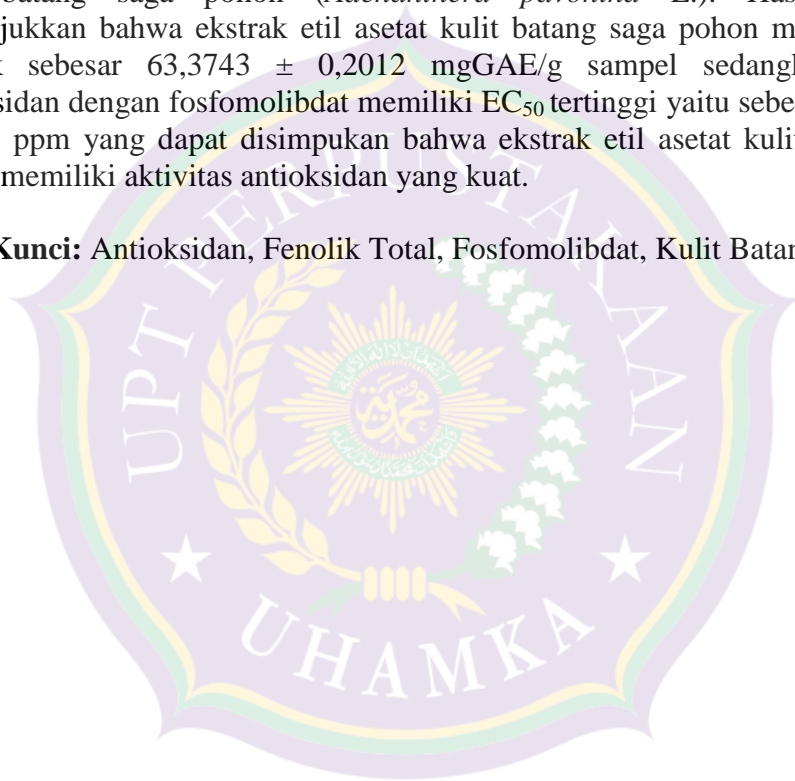 batang saga pohon (Adenanthera pavonina L.). Has
jukkan bahwa ekstrak etil asetat kulit batang saga pohon m
k sebesar 63,3743 ± 0,2012 mgGAE/g sampel sedangl
sidan dengan fosfomolibdat memiliki EC50 tertinggi yaitu sebe
ppm yang dapat disimpukan bahwa ekstrak etil asetat kulit
memiliki aktivitas antioksidan yang kuat.
Kunci: Antioksidan, Fenolik Total, Fosfomolibdat, Kulit Batan
UPT PERPUSTAKAAN
UHAMKA